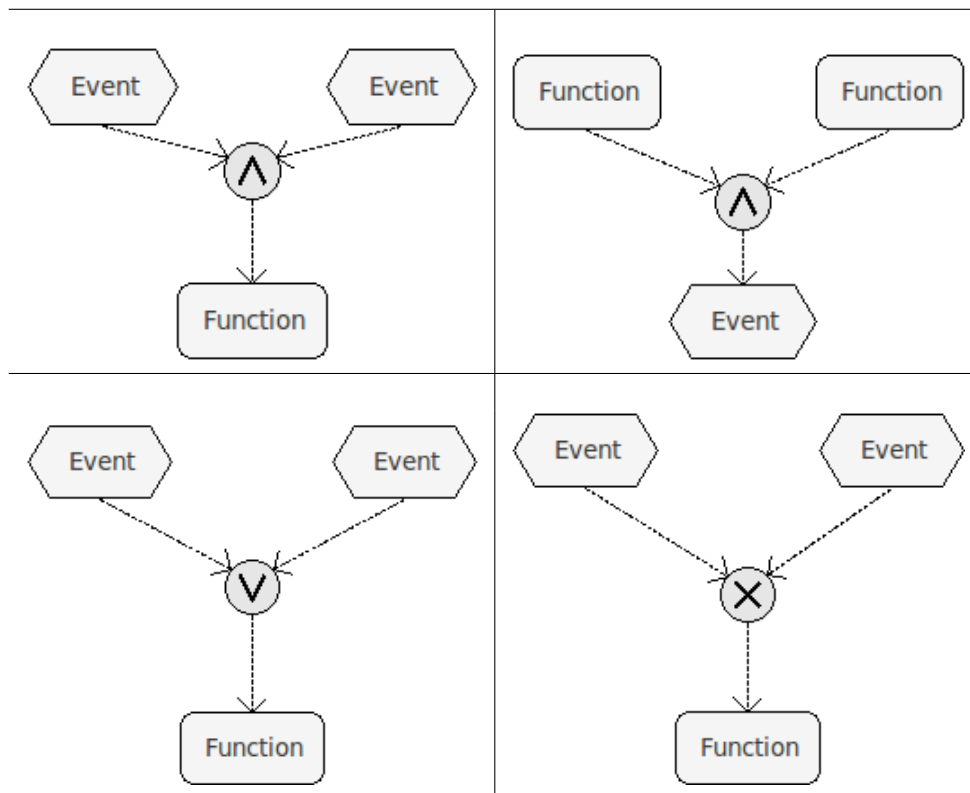 Event Event
∧
Function
Function Function
∧
Event
Event Event
∨
Function
Event Event
×
Function